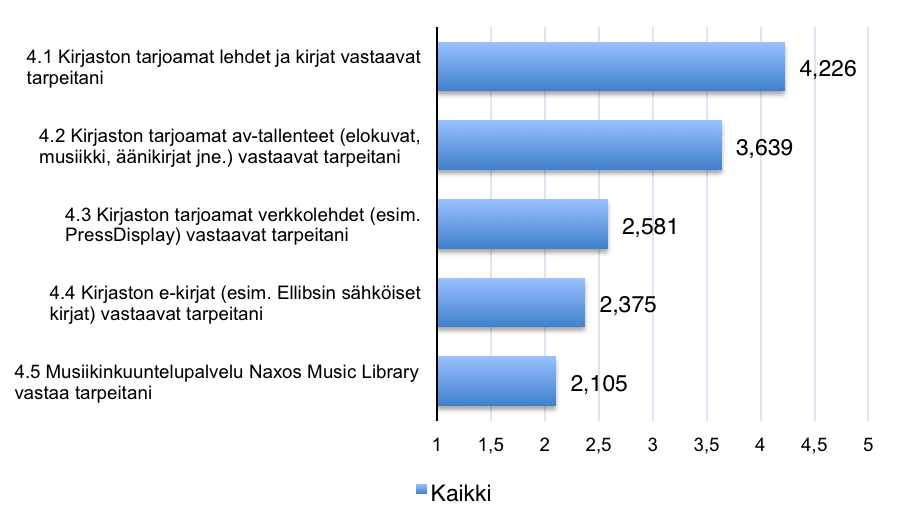 4.1 Kirjaston tarjoamat lehdet ja kirjat vastaavat
tarpeitani
4,226
4.2 Kirjaston tarjoamat av-tallenteet (elokuvat,
musiikki, äänikirjat jne.) vastaavat tarpeitani
3,639
4.3 Kirjaston tarjoamat verkkolehdet (esim.
PressDisplay) vastaavat tarpeitani
2,581
4.4 Kirjaston e-kirjat (esim. Ellibsin sähköiset
kirjat) vastaavat tarpeitani
2,375
4.5 Musiikinkuuntelupalvelu Naxos Music Library
vastaa tarpeitani
2,105
1 1,5 2 2,5 3 3,5 4 4,5 5
Kaikki